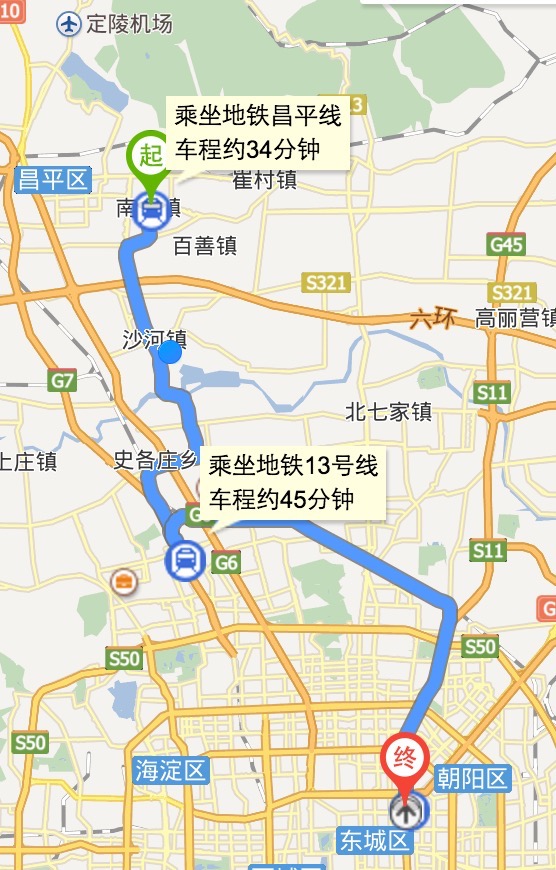 10
定陵机场
乘坐地铁昌平线
车程约34分钟
13
起
昌平区
崔村镇
南
镇
百善镇
G45
S321
S321
六环
高丽营镇
沙河镇
G7
S11
北七家镇
上庄镇
史各庄乡
乘坐地铁13号线
车程约45分钟
G6
S11
S50
S50
S50
终
海淀区
朝阳区
东城区